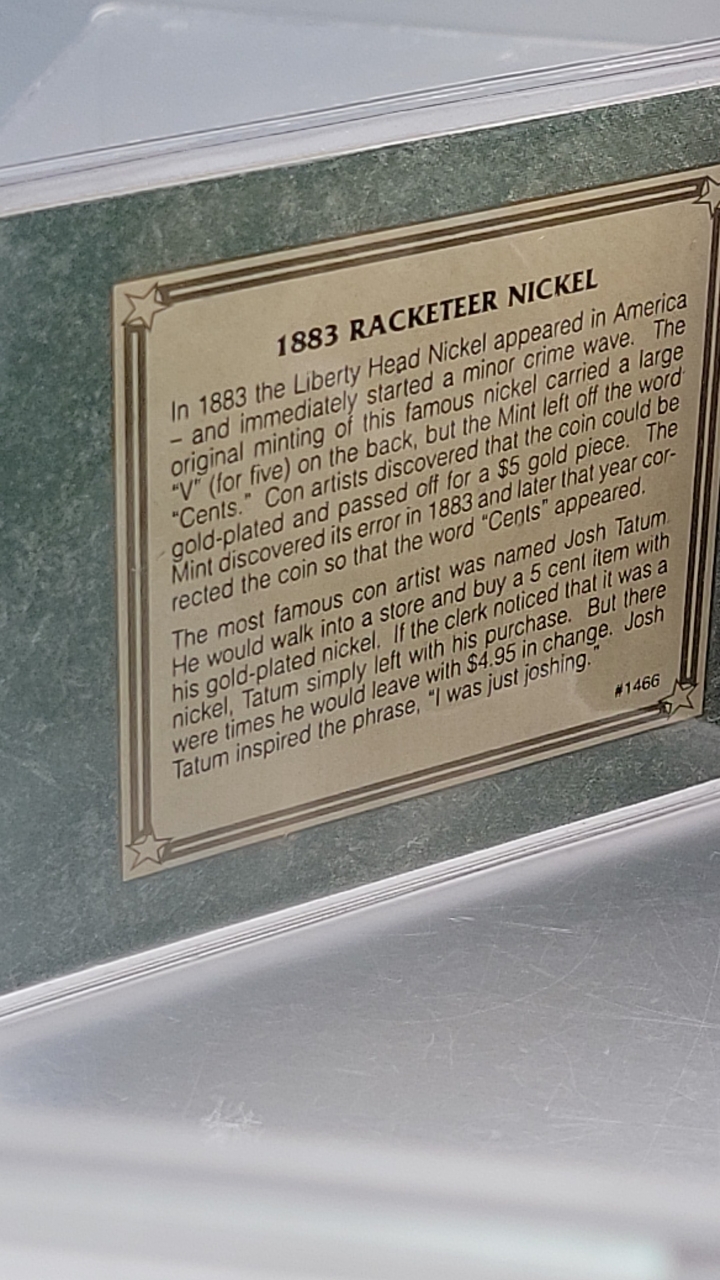 1883 RACKETEER NICKEL
In 1883 the Liberty Head Nickel appeared in America
– and immediately started a minor crime wave. The
original minting of this famous nickel carried a large
“V” (for five) on the back, but the Mint left off the word
“Cents.” Con artists discovered that the coin could be
gold-plated and passed off for a $5 gold piece. The
Mint discovered its error in 1883 and later that year cor-
rected the coin so that the word “Cents” appeared.
The most famous con artist was named Josh Tatum.
He would walk into a store and buy a 5 cent item with
his gold-plated nickel. If the clerk noticed that it was a
nickel, Tatum simply left with his purchase. But there
were times he would leave with $4.95 in change. Josh
Tatum inspired the phrase, “I was just joshing.”
#1466